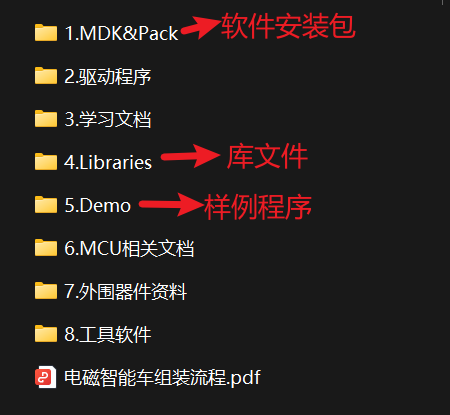 1.MDK&Pack 软件安装包
2.驱动程序
3.学习文档
4.Libraries 库文件
5.Demo 样例程序
6.MCU相关文档
7.外围器件资料
8.工具软件
电磁智能车组装流程.pdf